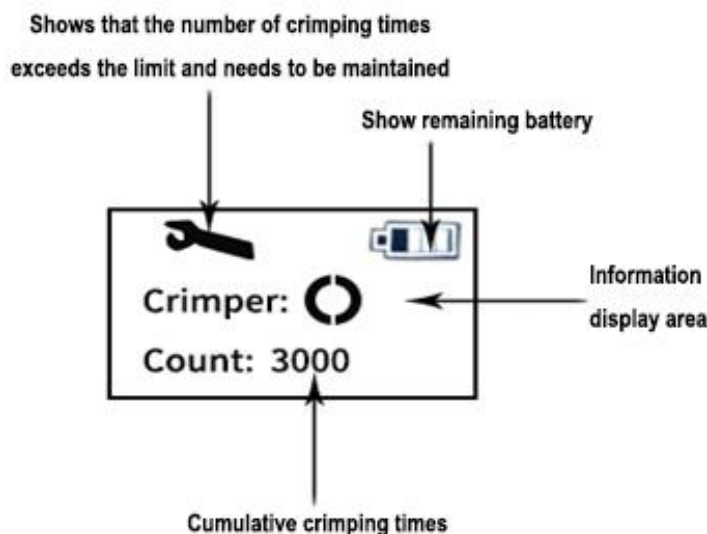 Shows that the number of crimping times
exceeds the limit and needs to be maintained
Show remaining battery
Crimper:
Information
display area
Count: 3000
Cumulative crimping times